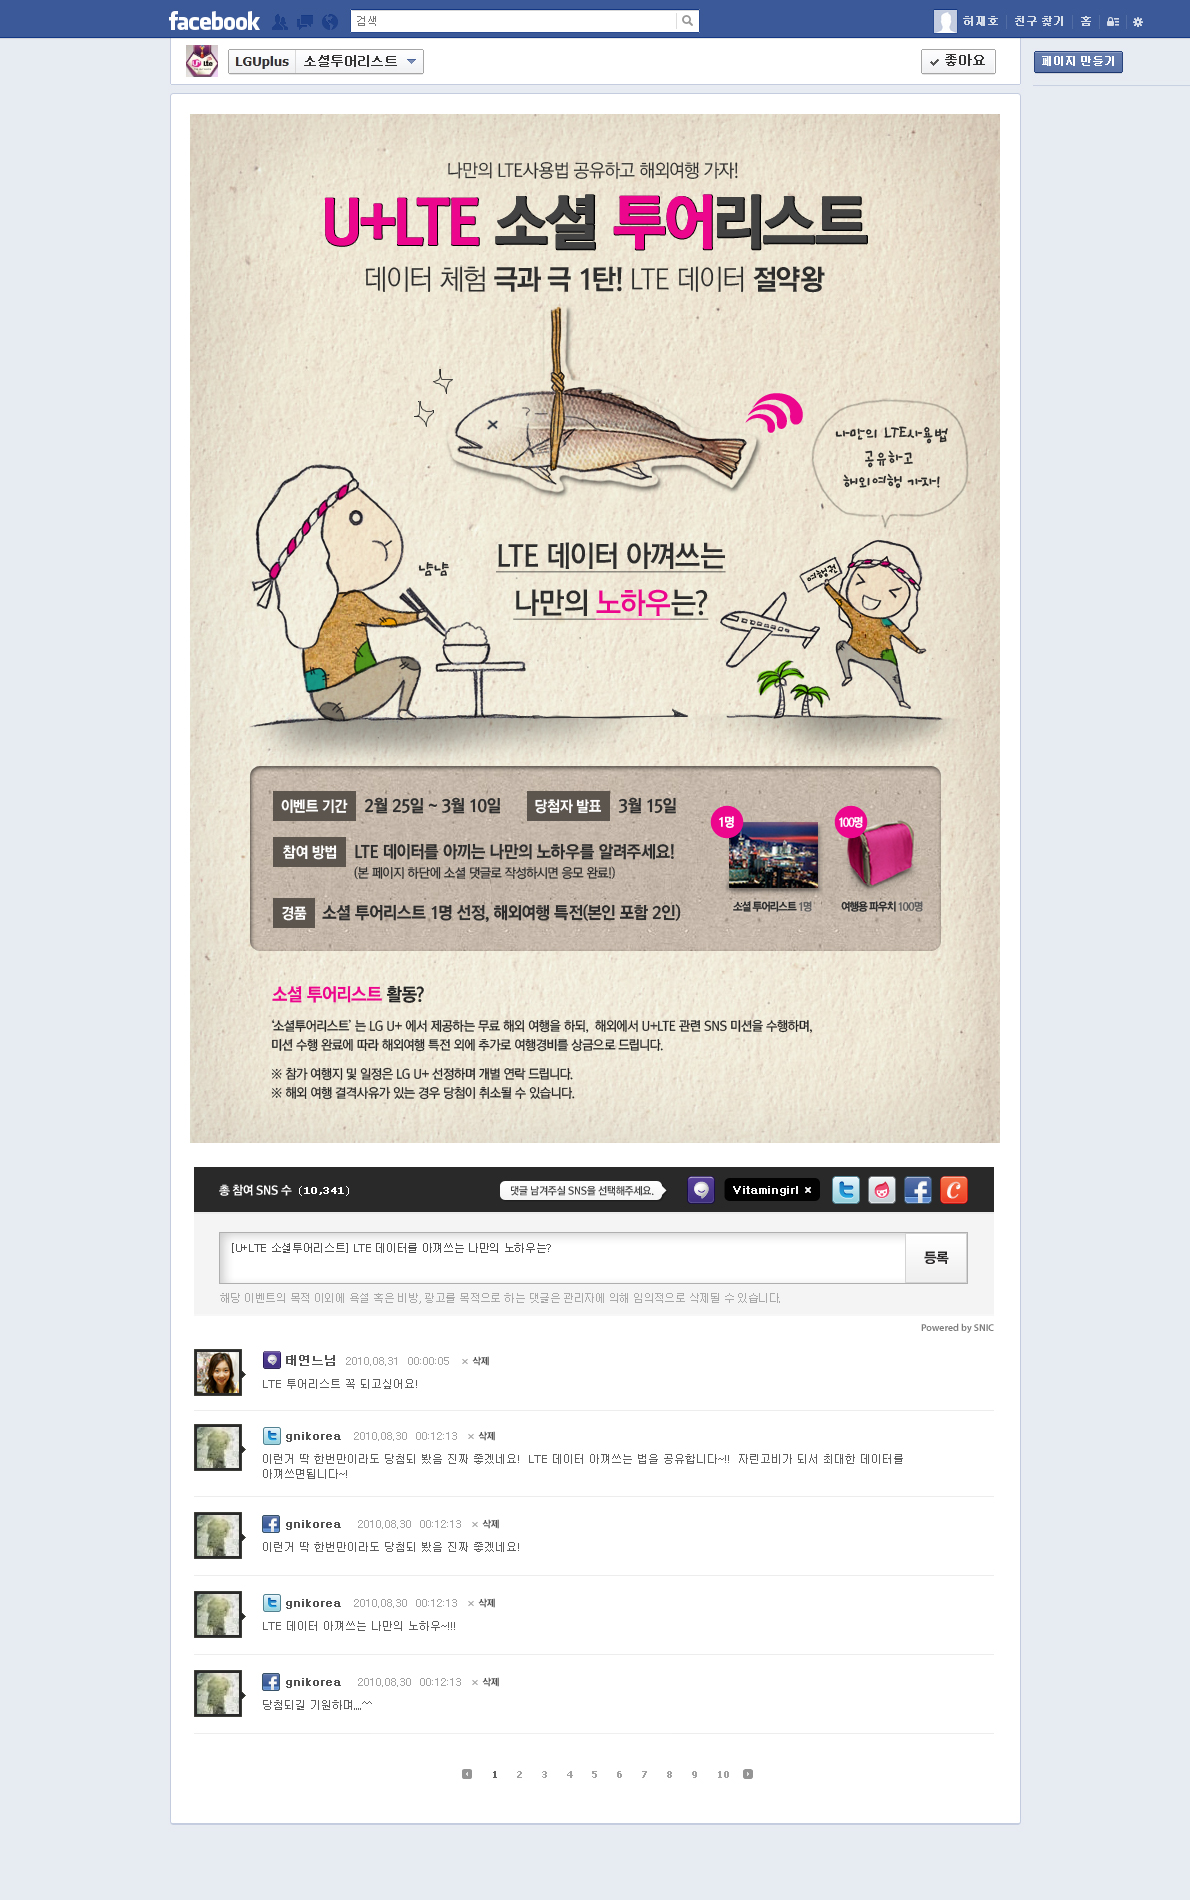 facebook
검색
허재호 친구 찾기 홈
LGUplus 소셜투어리스트
좋아요
페이지 만들기
나만의 LTE사용법 공유하고 해외여행 가자!
U+LTE 소셜 투어리스트
데이터 체험 극과 극 1탄! LTE 데이터 절약왕
나만의 LTE사용법
공유하고
해외여행 가자!
LTE 데이터 아껴쓰는
나만의 노하우는?
냠냠
여행권
이벤트 기간 2월 25일 ~ 3월 10일 당첨자 발표 3월 15일
참여 방법 LTE 데이터를 아끼는 나만의 노하우를 알려주세요!
(본 페이지 하단에 소셜 댓글로 작성하시면 응모 완료!)
경품 소셜 투어리스트 1명 선정, 해외여행 특전(본인 포함 2인)
1명
100명
소셜 투어리스트 1명
여행용 파우치 100명
소셜 투어리스트 활동?
‘소셜투어리스트’ 는 LG U+ 에서 제공하는 무료 해외 여행을 하되, 해외에서 U+LTE 관련 SNS 미션을 수행하며,
미션 수행 완료에 따라 해외여행 특전 외에 추가로 여행경비를 상금으로 드립니다.
※ 참가 여행지 및 일정은 LG U+ 선정하며 개별 연락 드립니다.
※ 해외 여행 결격사유가 있는 경우 당첨이 취소될 수 있습니다.
총 참여 SNS 수 (10,341) 댓글 남겨주실 SNS을 선택해주세요. Vitamingirl ×
[U+LTE 소셜투어리스트] LTE 데이터를 아껴쓰는 나만의 노하우는?
등록
해당 이벤트의 목적 이외에 욕설 혹은 비방, 광고를 목적으로 하는 댓글은 관리자에 의해 임의적으로 삭제될 수 있습니다.
Powered by SNIC
태연느님 2010.08.31 00:00:05 × 삭제
LTE 투어리스트 꼭 되고싶어요!
gnikorea 2010.08.30 00:12:13 × 삭제
이런거 딱 한번만이라도 당첨되 봤음 진짜 좋겠네요! LTE 데이터 아껴쓰는 법을 공유합니다~!! 자린고비가 되서 최대한 데이터를
아껴쓰면됩니다~!
gnikorea 2010.08.30 00:12:13 × 삭제
이런거 딱 한번만이라도 당첨되 봤음 진짜 좋겠네요!
gnikorea 2010.08.30 00:12:13 × 삭제
LTE 데이터 아껴쓰는 나만의 노하우~!!!
gnikorea 2010.08.30 00:12:13 × 삭제
당첨되길 기원하며....^^
1 2 3 4 5 6 7 8 9 10